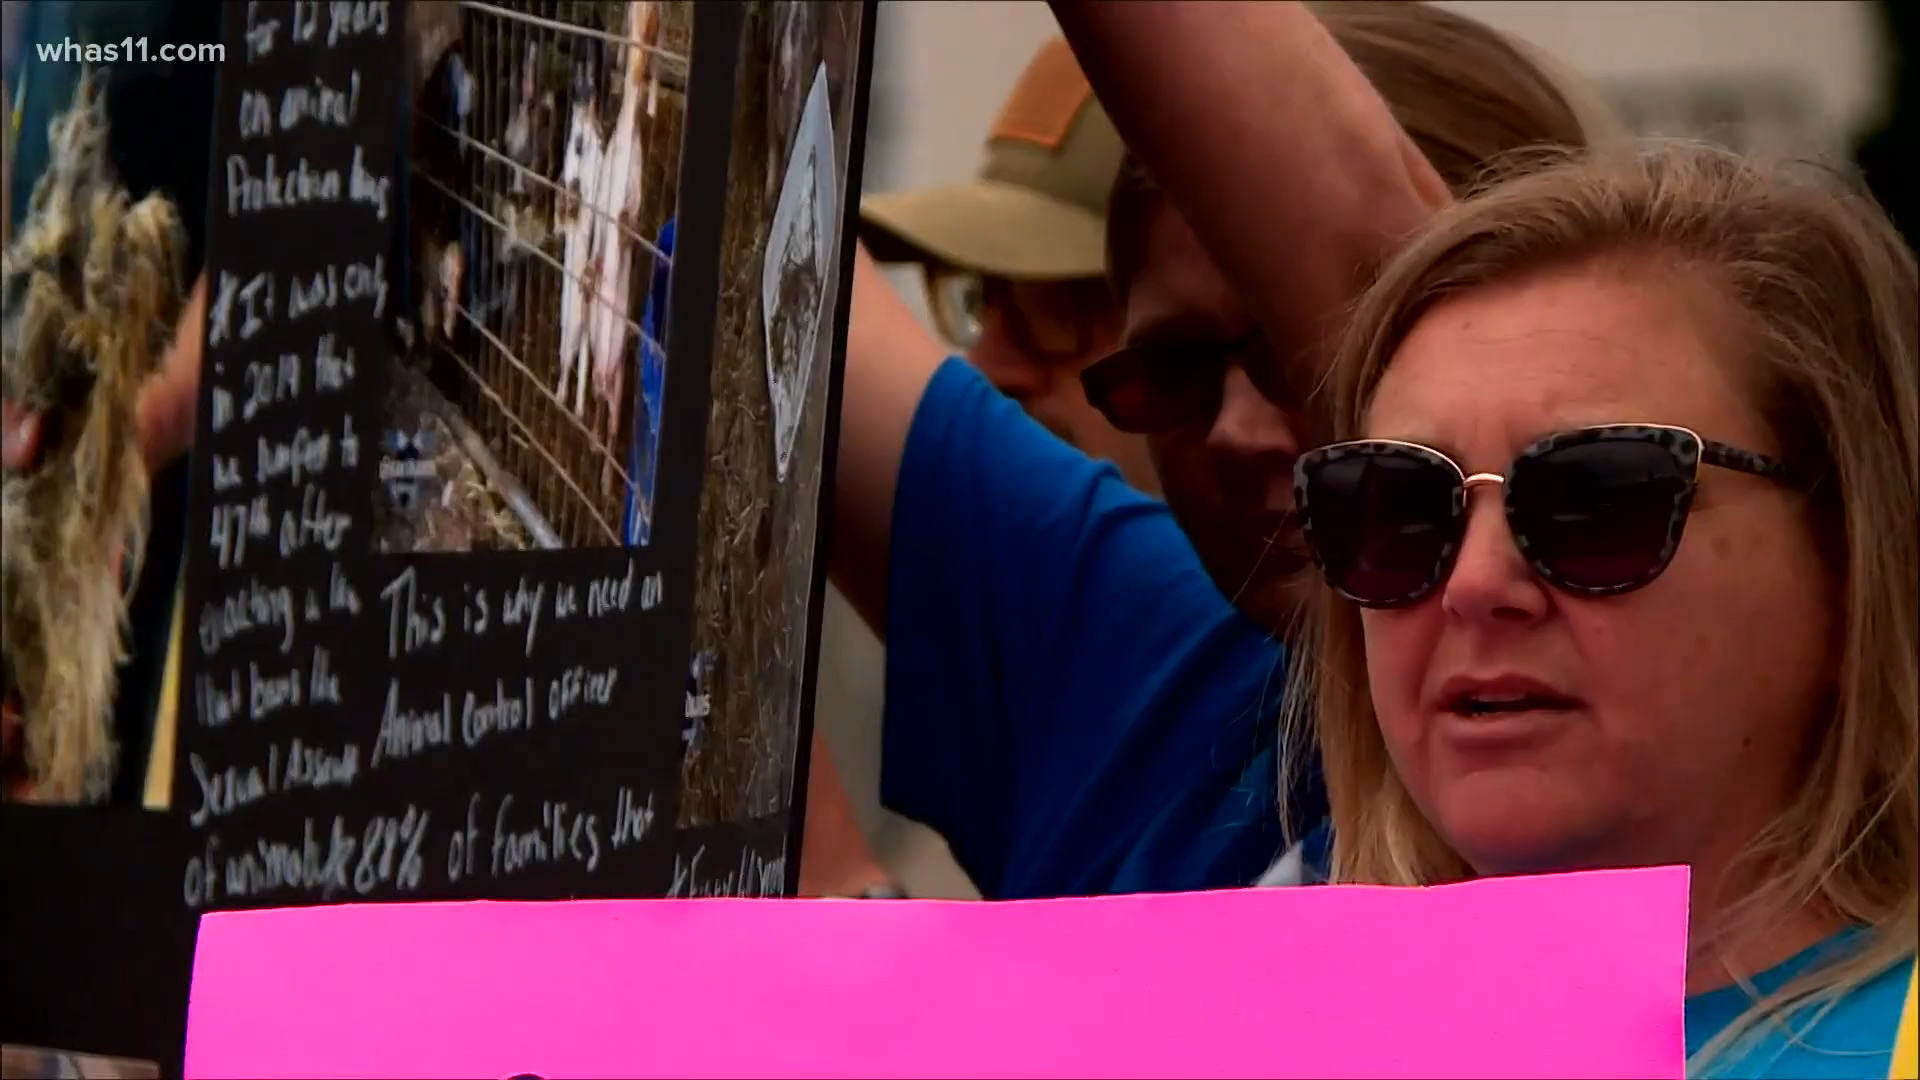 whas11.com
for 12 years
on animal
Protection
* It was only
in 2019 that
we jumped to
47th after
enacting a law
that bans the
Sexual Assault
of animals * 88% of families that
This is why we need an
Animal Control officer